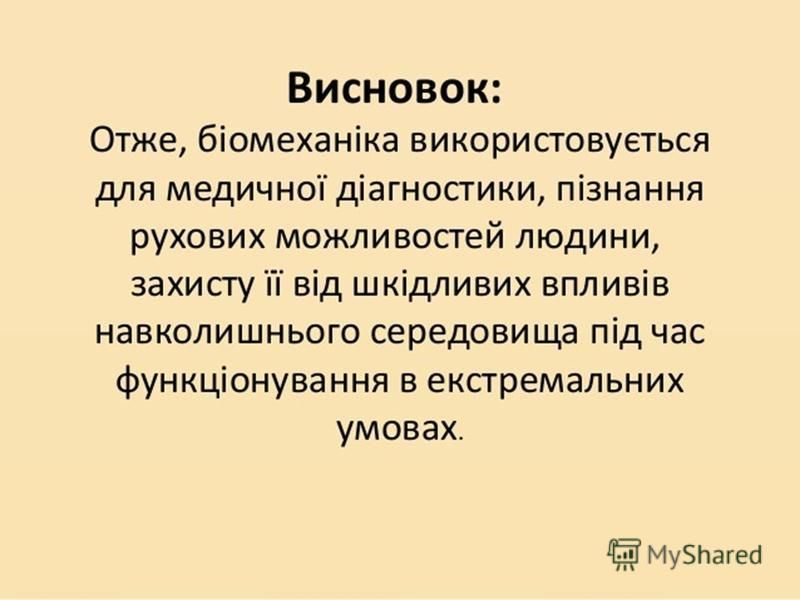 Висновок:
Отже, біомеханіка використовується
для медичної діагностики, пізнання
рухових можливостей людини,
захисту її від шкідливих впливів
навколишнього середовища під час
функціонування в екстремальних
умовах.
MyShared